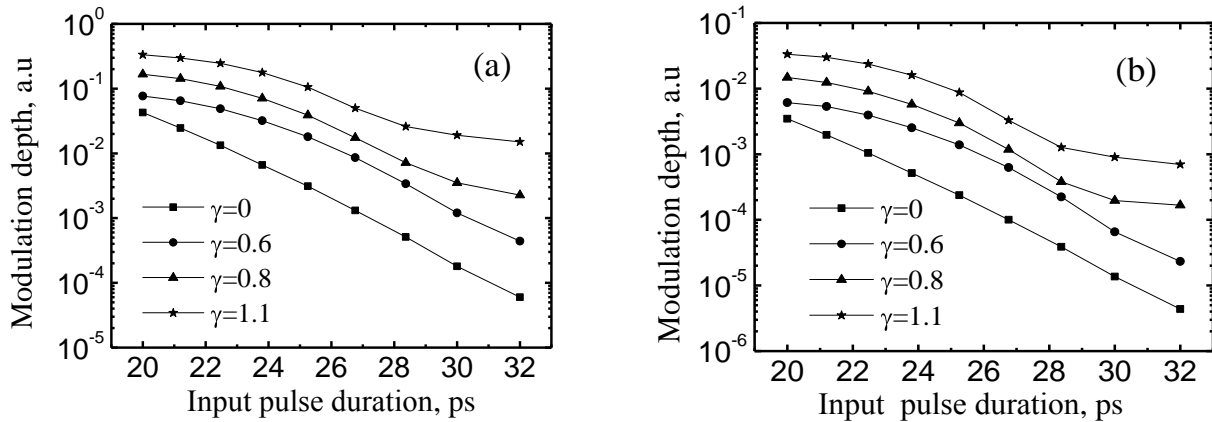 10⁰
10⁻¹
10⁻²
10⁻³
10⁻⁴
10⁻⁵
Modulation depth, a.u
(a)
γ=0
γ=0.6
γ=0.8
γ=1.1
20 22 24 26 28 30 32
Input pulse duration, ps
10⁻¹
10⁻²
10⁻³
10⁻⁴
10⁻⁵
10⁻⁶
Modulation depth, a.u
(b)
γ=0
γ=0.6
γ=0.8
γ=1.1
20 22 24 26 28 30 32
Input pulse duration, ps